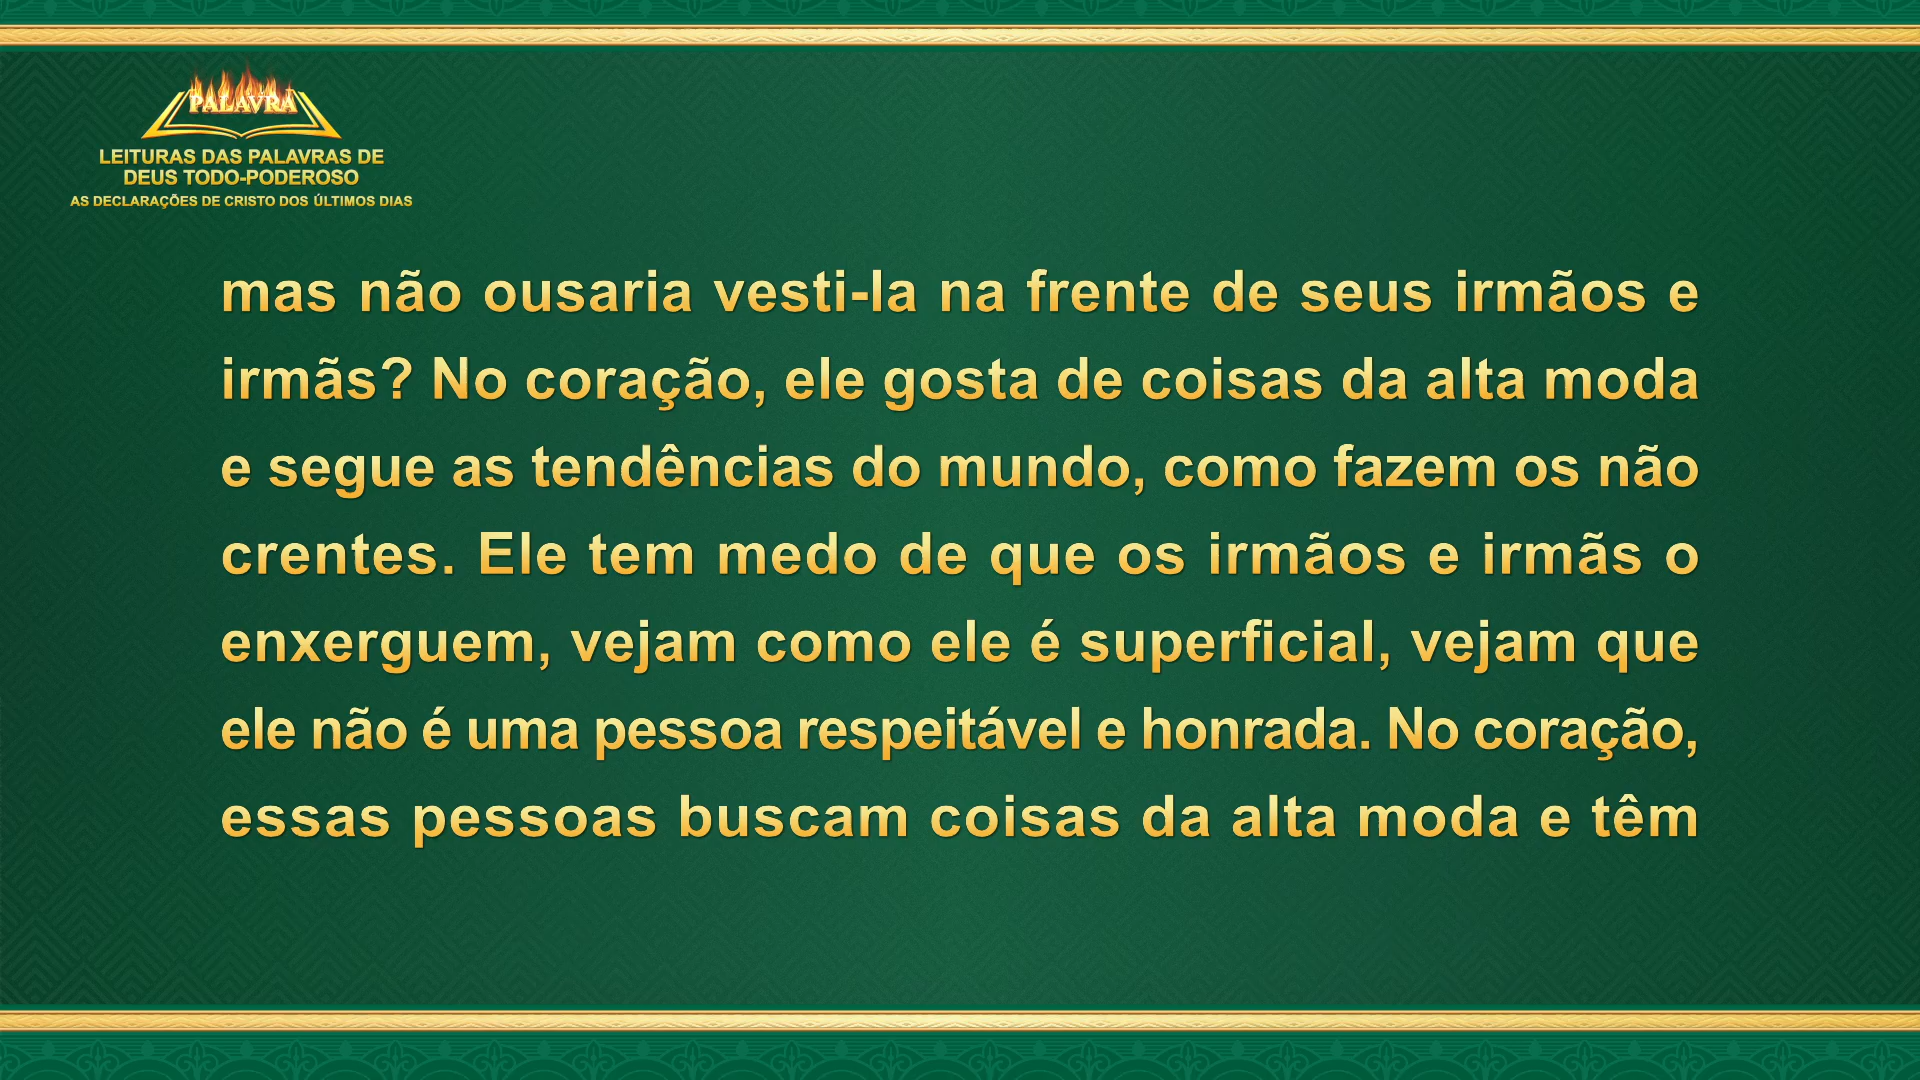 PALAVRA
LEITURAS DAS PALAVRAS DE
DEUS TODO-PODEROSO
AS DECLARAÇÕES DE CRISTO DOS ÚLTIMOS DIAS
mas não ousaria vesti-la na frente de seus irmãos e
irmãs? No coração, ele gosta de coisas da alta moda
e segue as tendências do mundo, como fazem os não
crentes. Ele tem medo de que os irmãos e irmãs o
enxerguem, vejam como ele é superficial, vejam que
ele não é uma pessoa respeitável e honrada. No coração,
essas pessoas buscam coisas da alta moda e têm